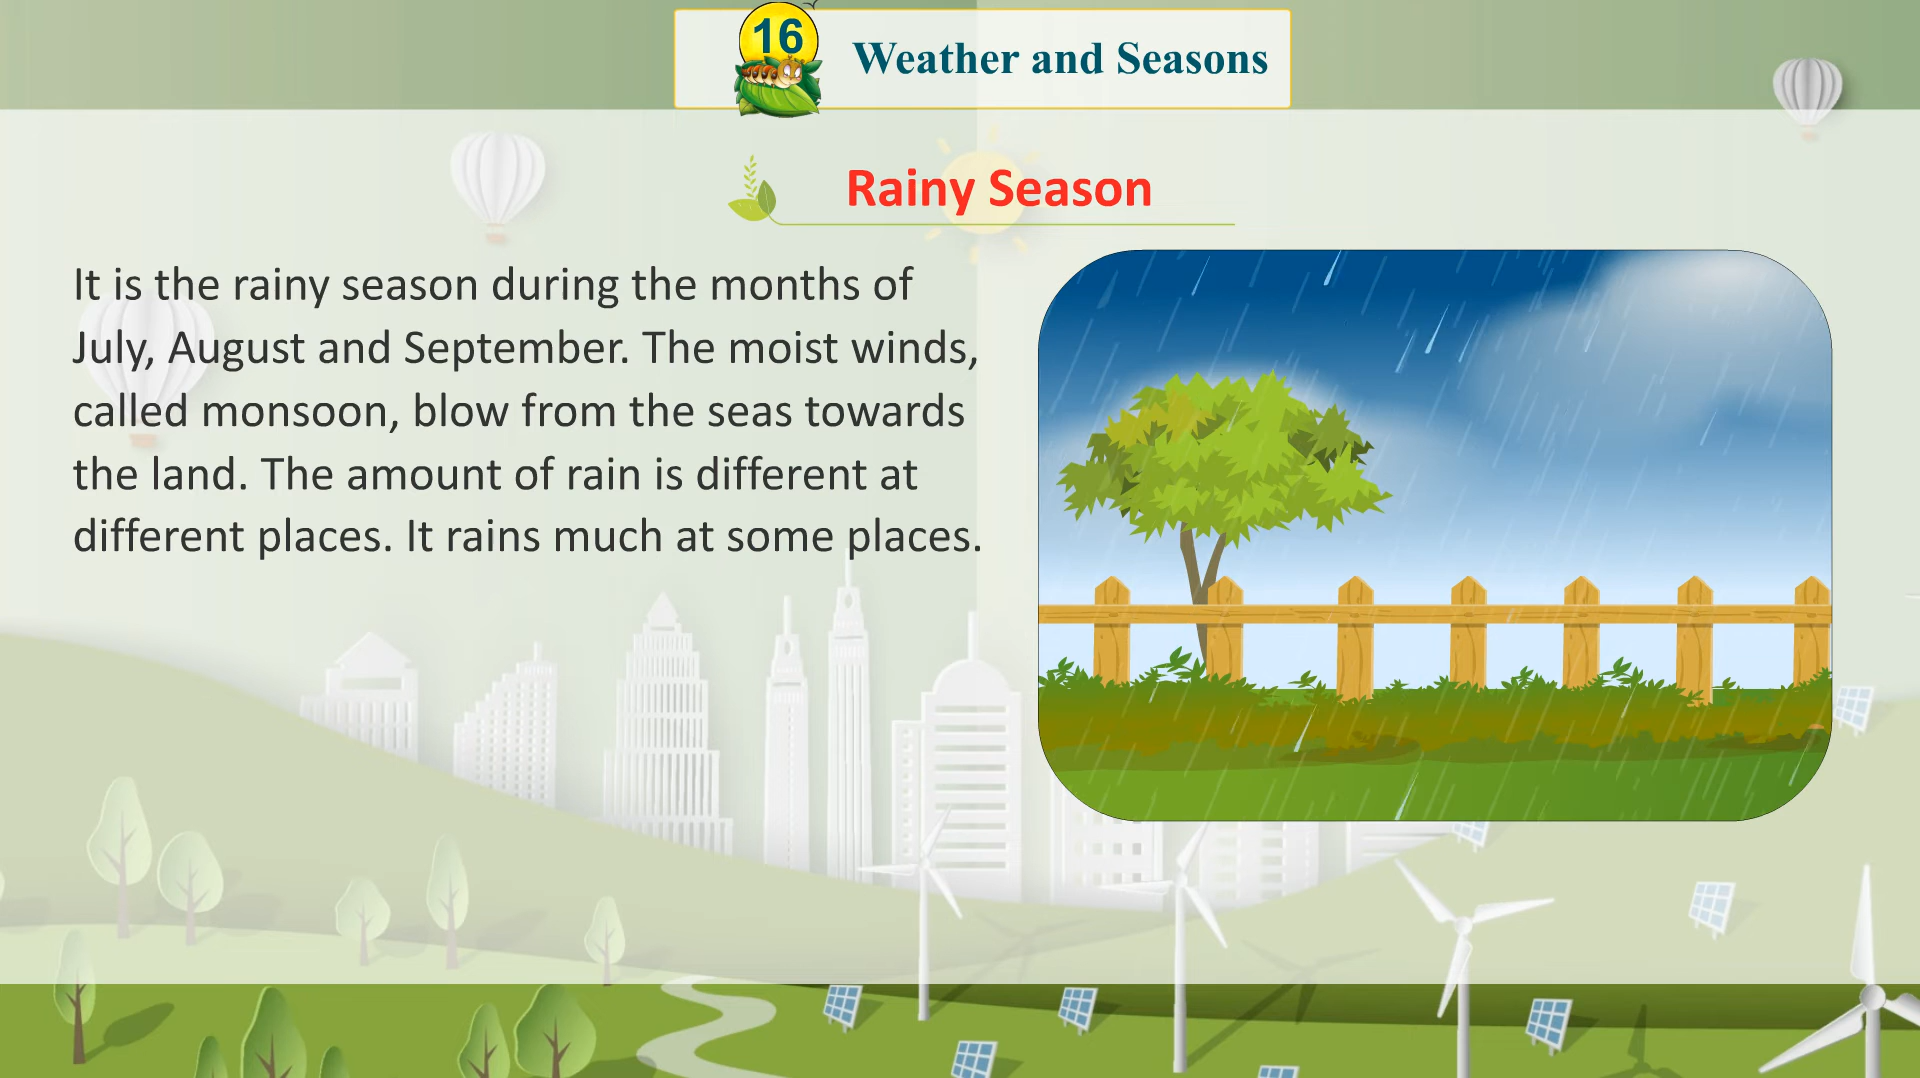 16
Weather and Seasons
Rainy Season
It is the rainy season during the months of
July, August and September. The moist winds,
called monsoon, blow from the seas towards
the land. The amount of rain is different at
different places. It rains much at some places.